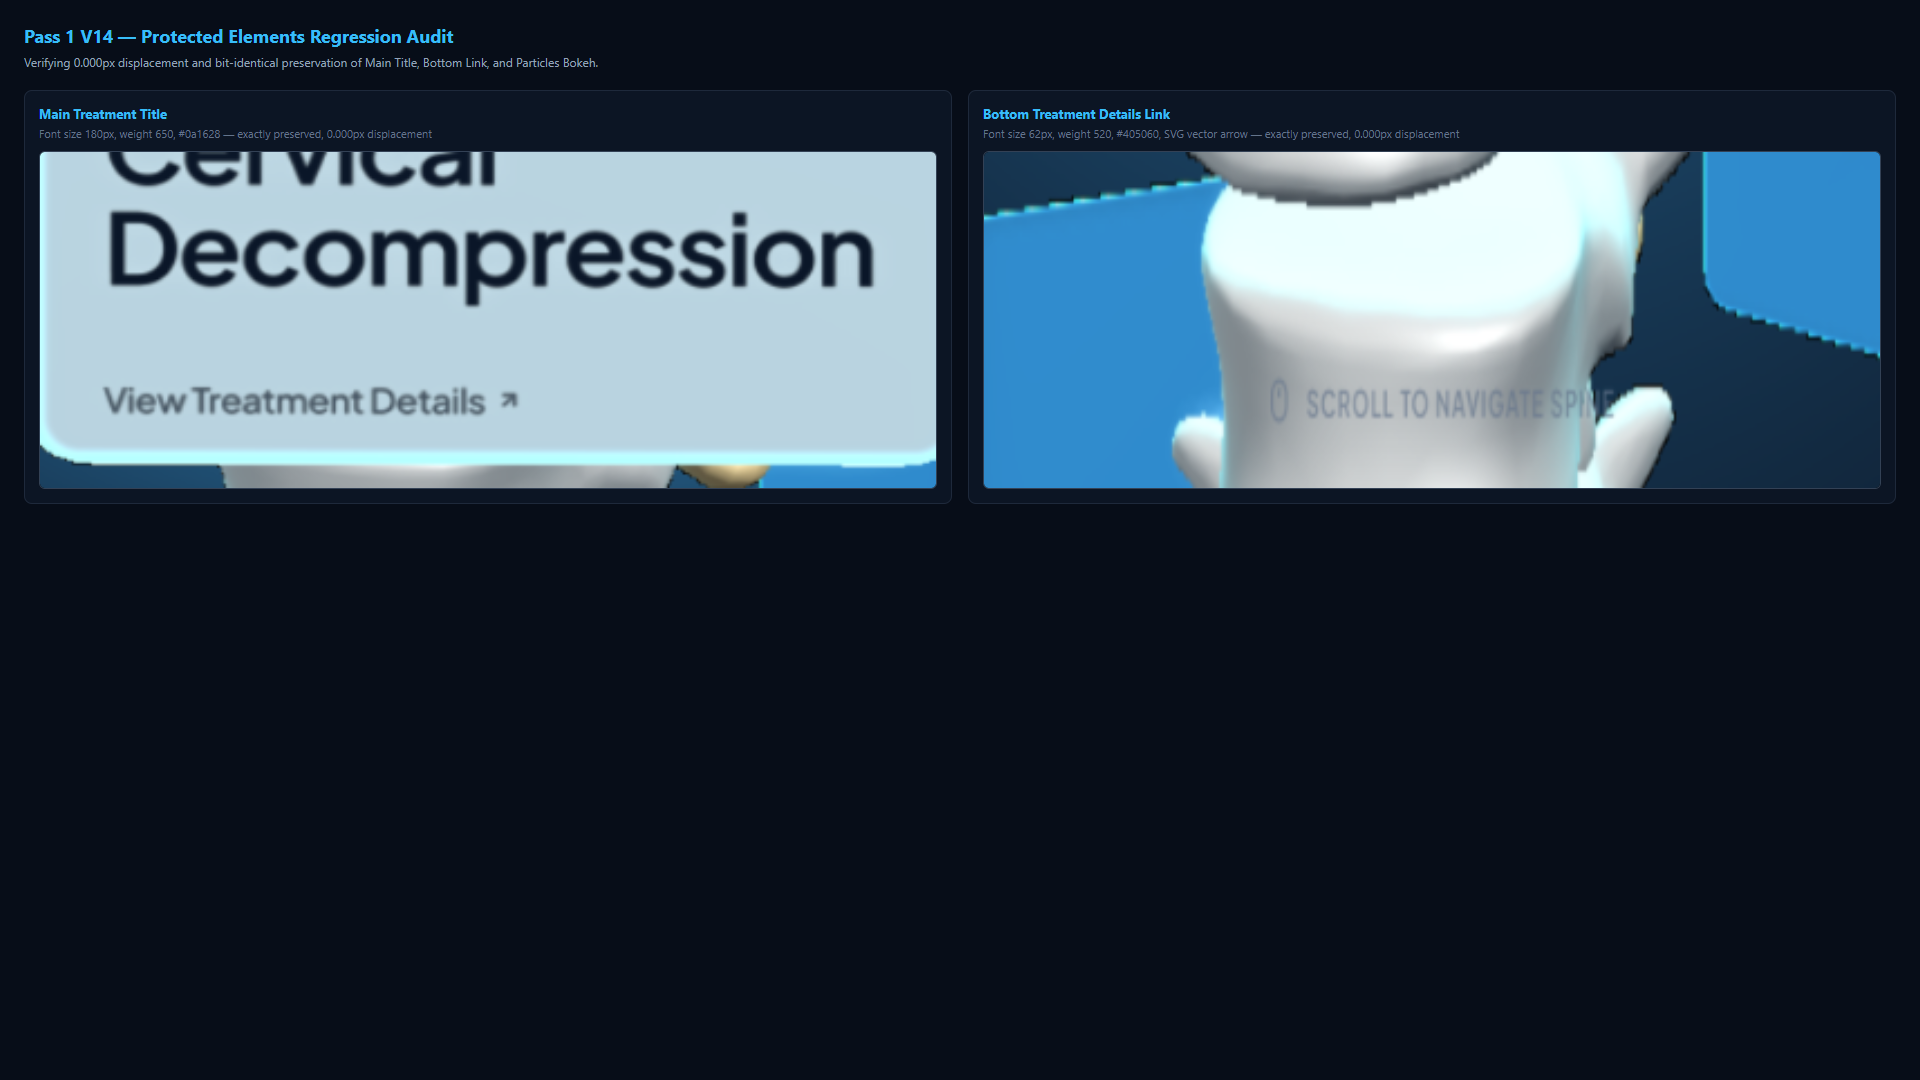 Pass 1 V14 — Protected Elements Regression Audit
Verifying 0.000px displacement and bit-identical preservation of Main Title, Bottom Link, and Particles Bokeh.
Main Treatment Title
Font size 180px, weight 650, #0a1628 — exactly preserved, 0.000px displacement
Cervical
Decompression
View Treatment Details ↗
Bottom Treatment Details Link
Font size 62px, weight 520, #405060, SVG vector arrow — exactly preserved, 0.000px displacement
SCROLL TO NAVIGATE SPINE